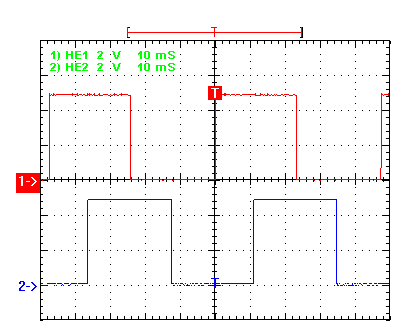 [ T ]
1) HE1 2 V 10 mS
2) HE2 2 V 10 mS
T
1->
2->
T